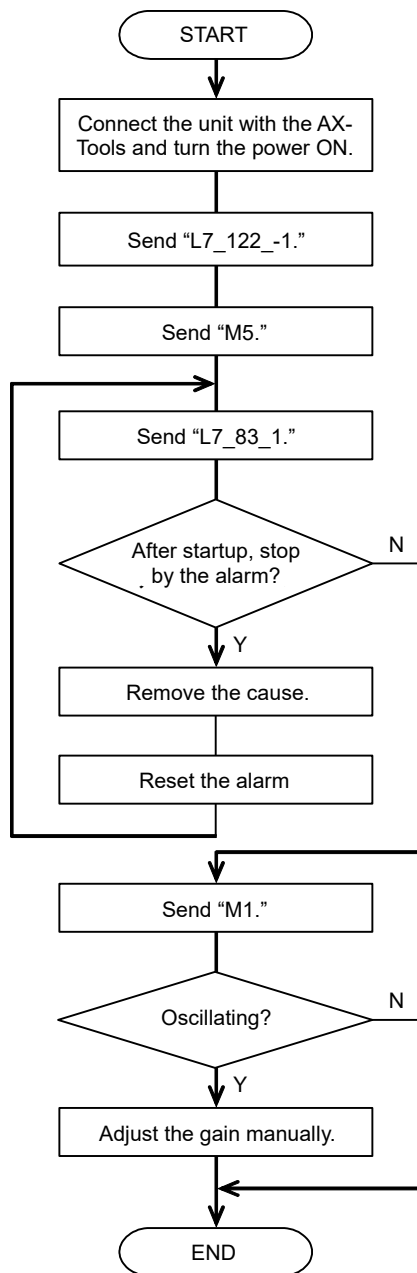 START
Connect the unit with the AX-
Tools and turn the power ON.
Send “L7_122_-1.”
Send “M5.”
Send “L7_83_1.”
After startup, stop
by the alarm?
N
Y
Remove the cause.
Reset the alarm
Send “M1.”
Oscillating?
N
Y
Adjust the gain manually.
END